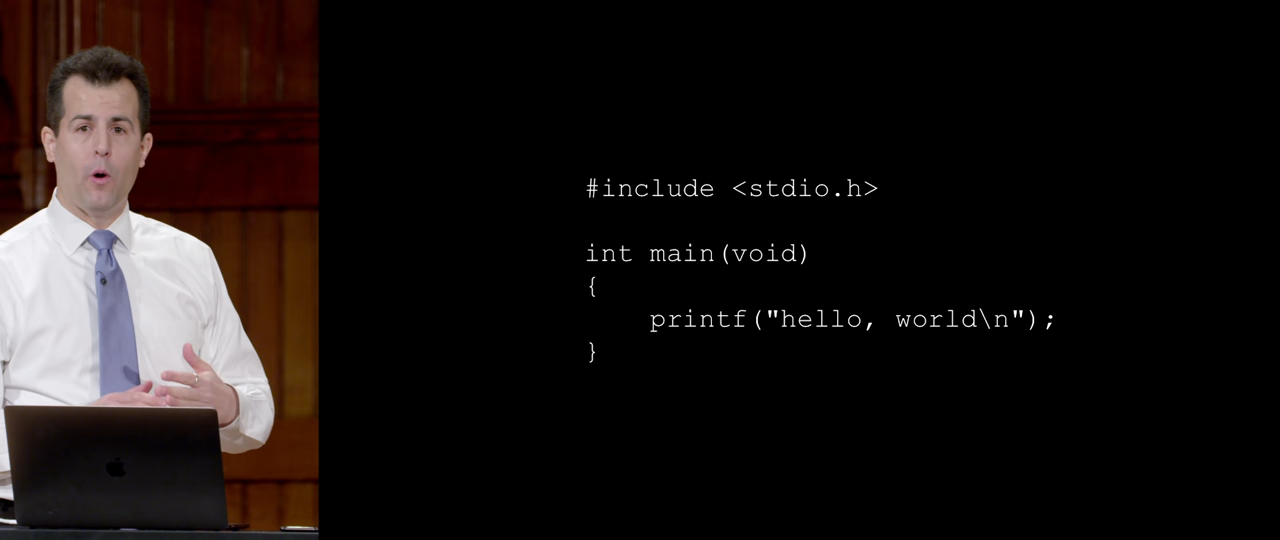 #include <stdio.h>
int main(void)
{
    printf("hello, world\n");
}